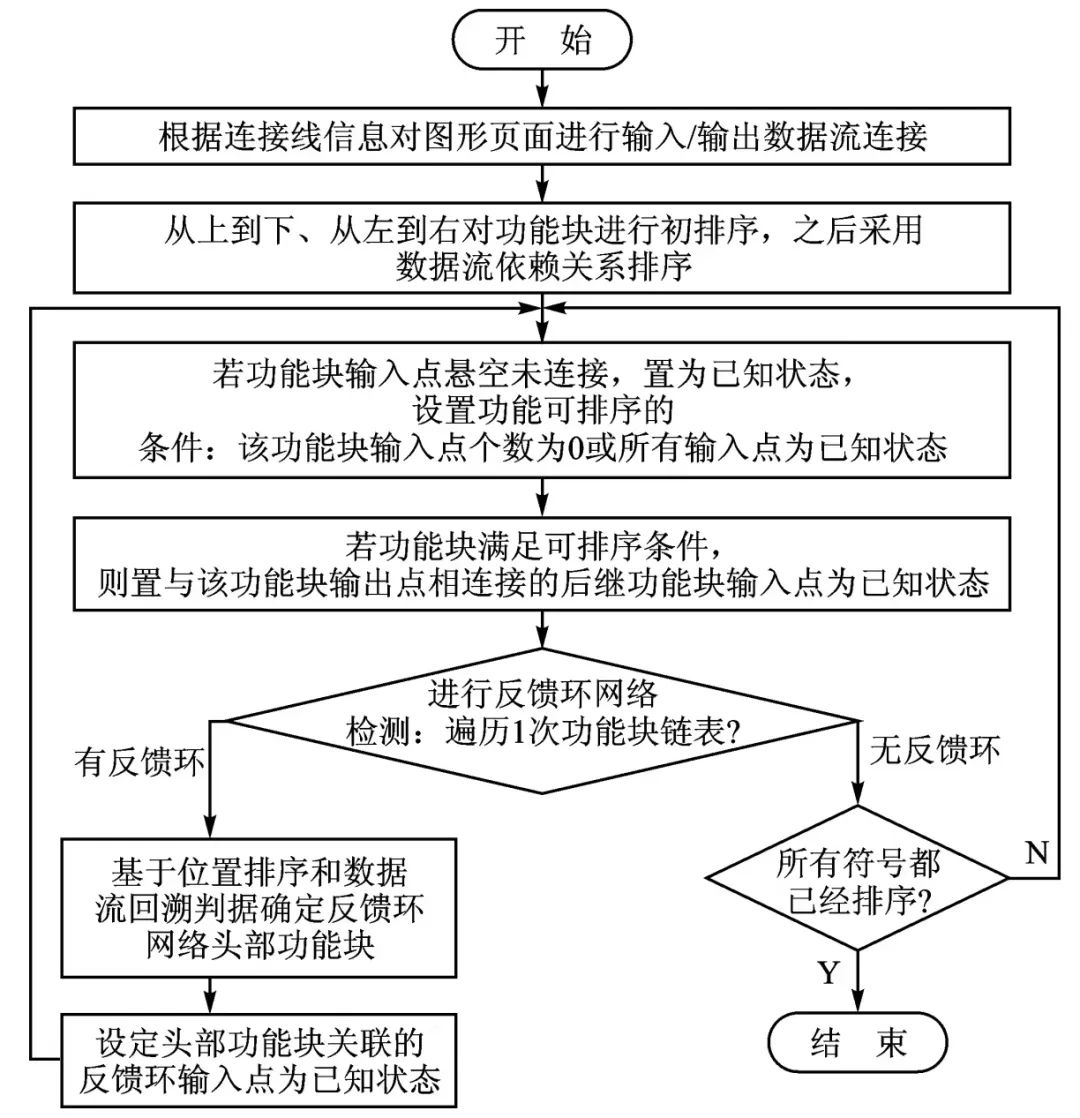 开 始
根据连接线信息对图形页面进行输入/输出数据流连接
从上到下、从左到右对功能块进行初排序，之后采用
数据流依赖关系排序
若功能块输入点悬空未连接，置为已知状态，
设置功能可排序的
条件：该功能块输入点个数为0或所有输入点为已知状态
若功能块满足可排序条件，
则置与该功能块输出点相连接的后继功能块输入点为已知状态
进行反馈环网络
检测：遍历1次功能块链表?
有反馈环
无反馈环
基于位置排序和数据
流回溯判据确定反馈环
网络头部功能块
所有符号都
已经排序?
N
Y
设定头部功能块关联的
反馈环输入点为已知状态
结 束